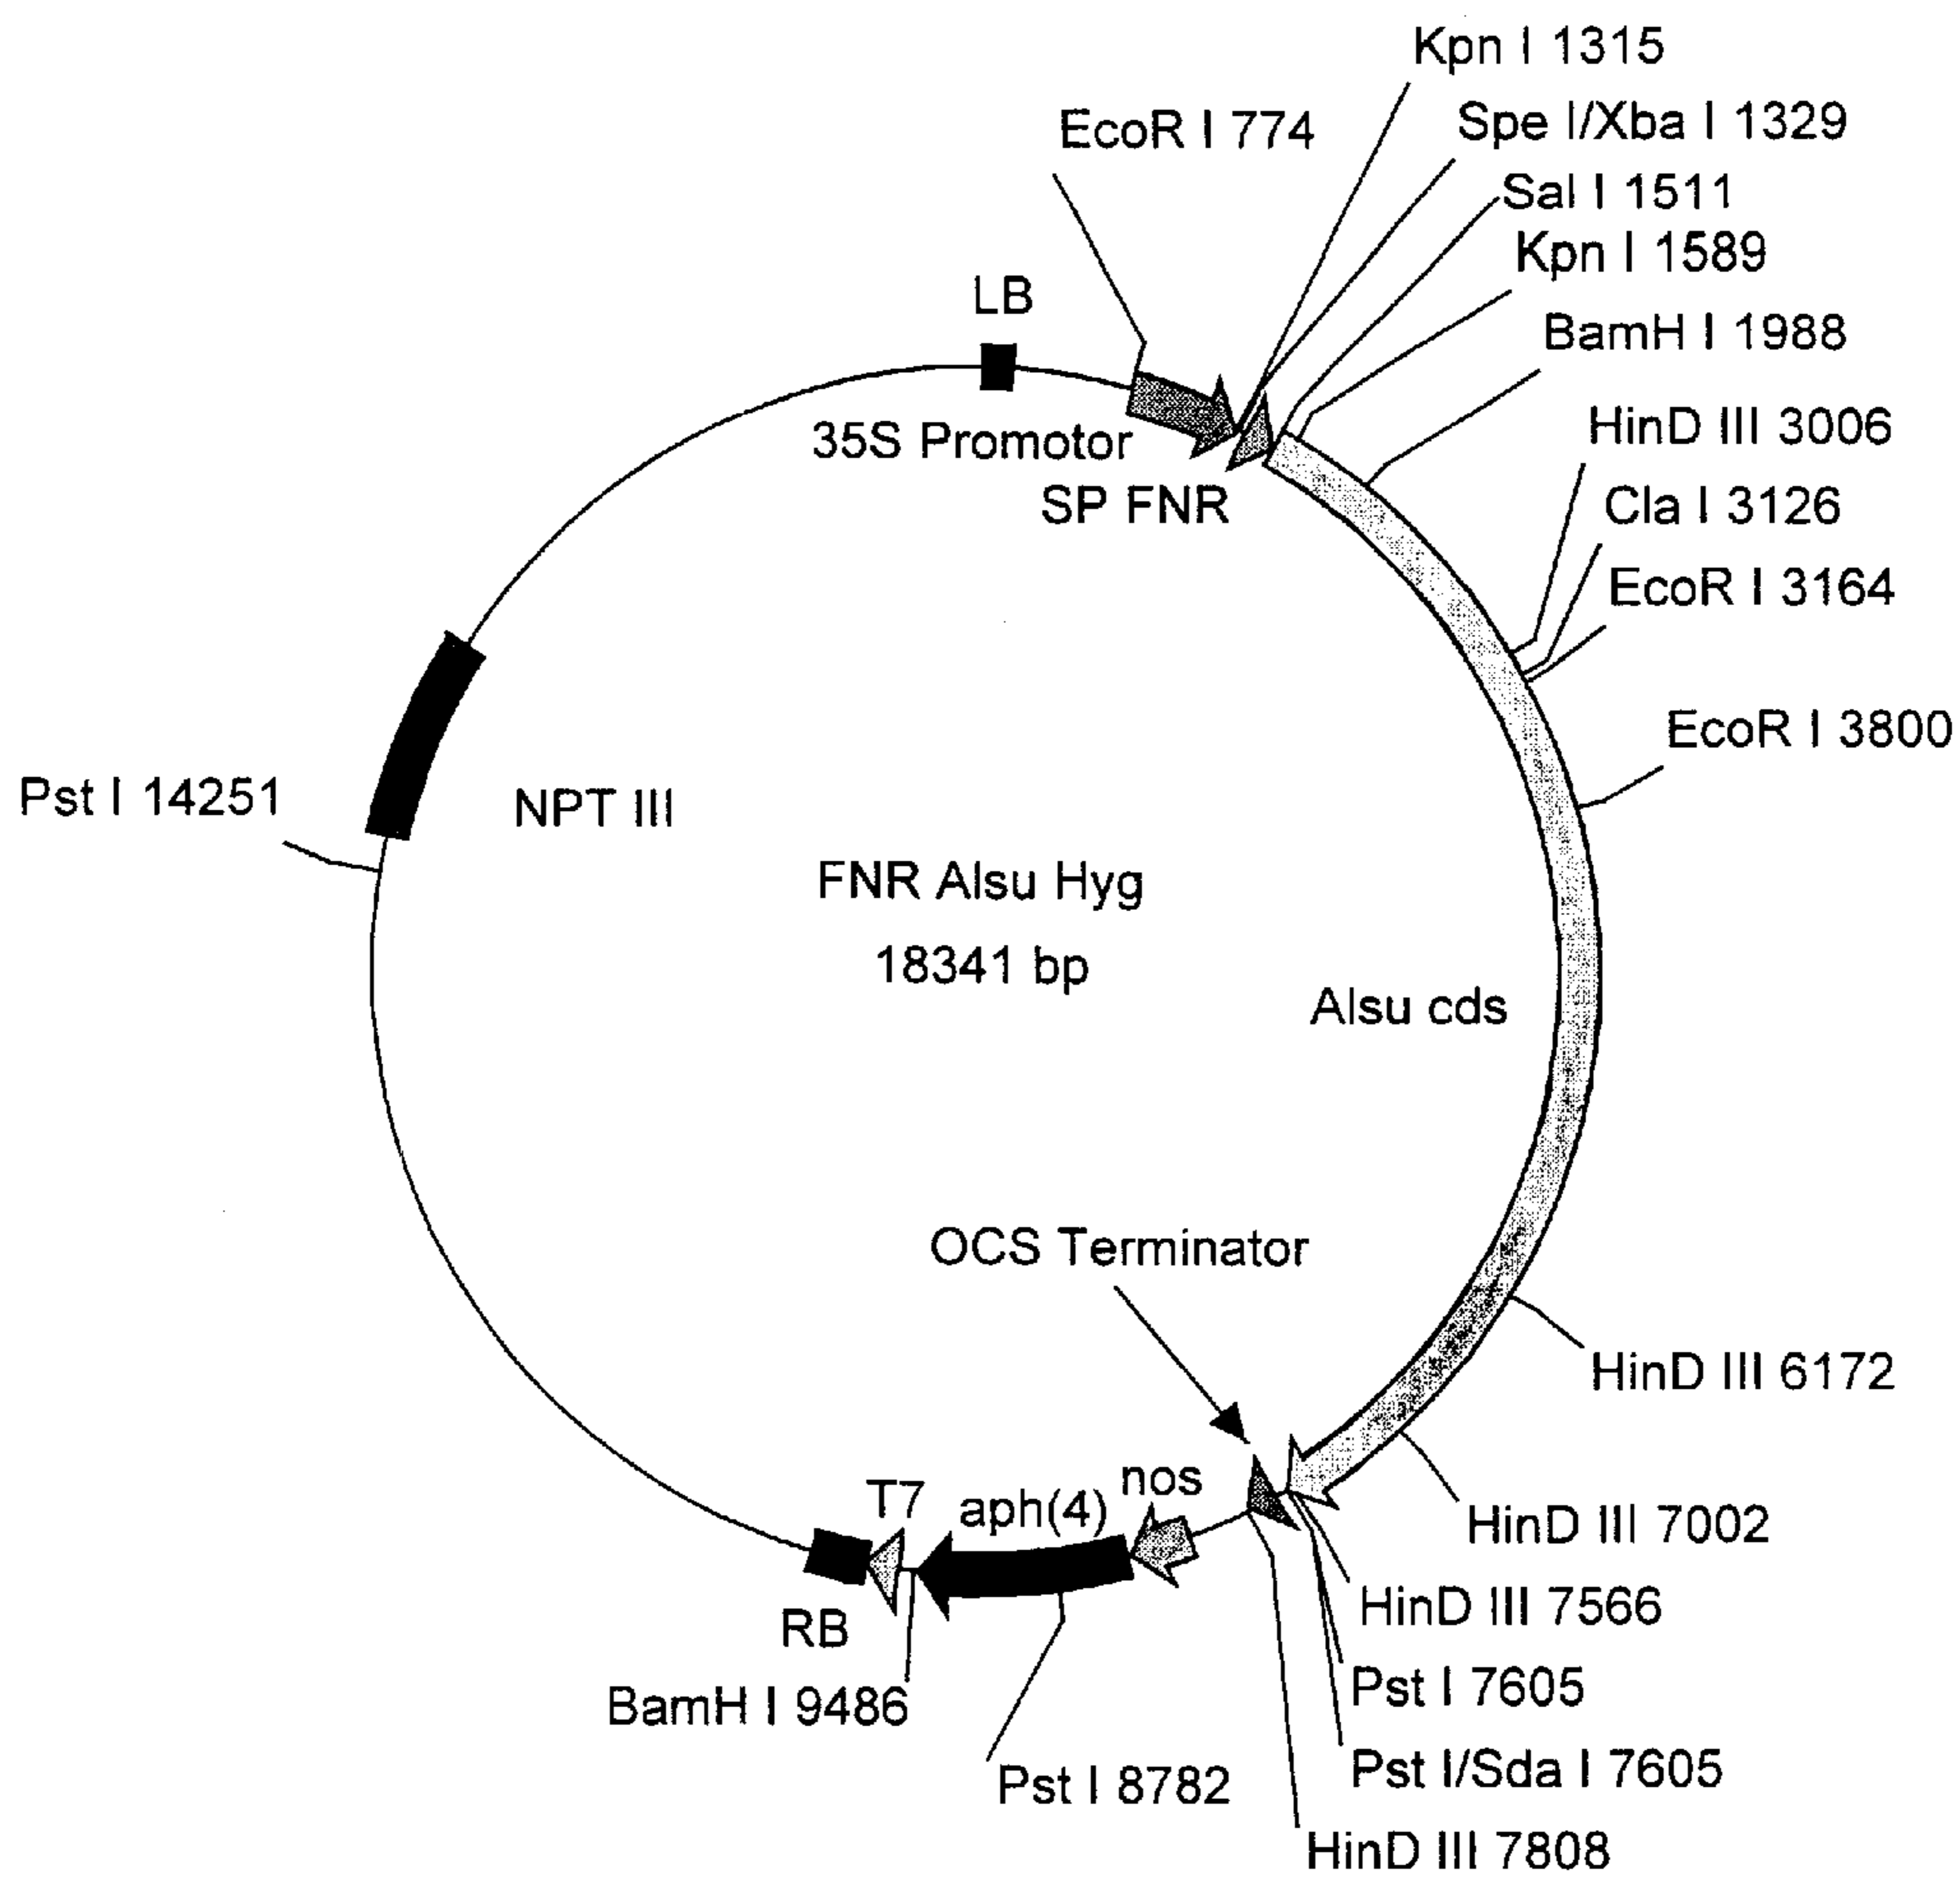 Kpn I 1315
EcoR I 774
Spe I/Xba I 1329
Sal I 1511
Kpn I 1589
LB
BamH I 1988
35S Promotor
HinD III 3006
SP FNR
Cla I 3126
EcoR I 3164
EcoR I 3800
Pst I 14251
NPT III
FNR Alsu Hyg
18341 bp
Alsu cds
OCS Terminator
HinD III 6172
T7
aph(4)
nos
HinD III 7002
HinD III 7566
RB
Pst I 7605
BamH I 9486
Pst I/Sda I 7605
Pst I 8782
HinD III 7808